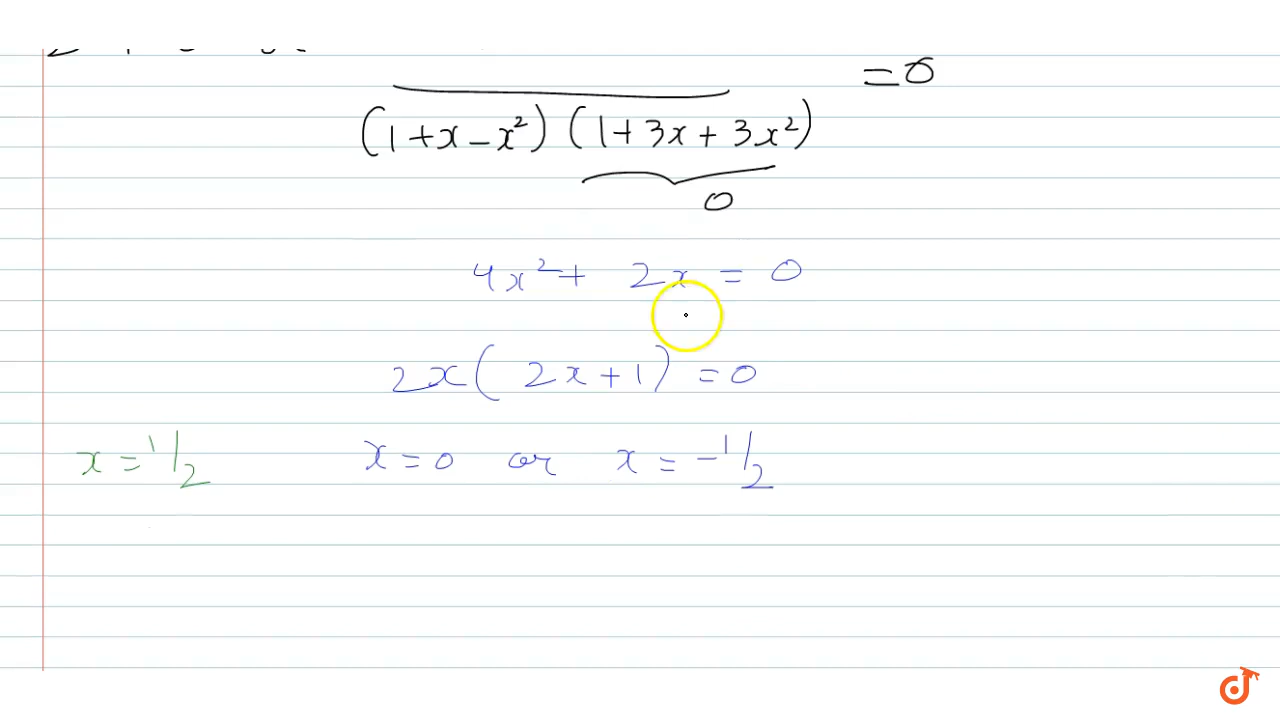 = 0
(1 + x - x²) (1 + 3x + 3x²)
0
4x² + 2x = 0
2x( 2x + 1) = 0
x = 1/2 x = 0 or x = -1/2